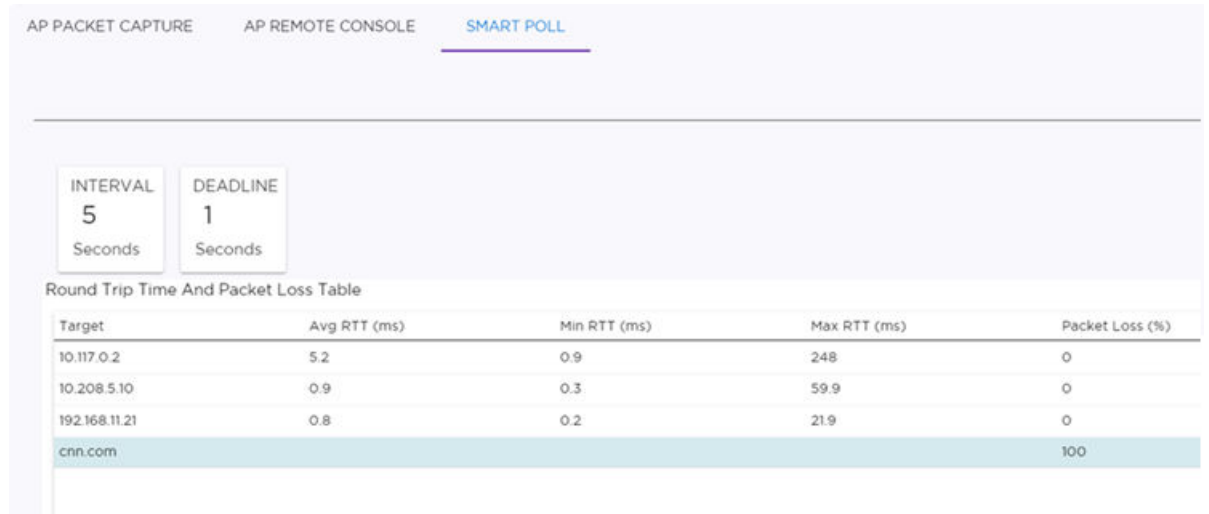 AP PACKET CAPTURE AP REMOTE CONSOLE SMART POLL
INTERVAL DEADLINE
5 1
Seconds Seconds
Round Trip Time And Packet Loss Table
Target Avg RTT (ms) Min RTT (ms) Max RTT (ms) Packet Loss (%)
10.117.0.2 5.2 0.9 248 0
10.208.5.10 0.9 0.3 59.9 0
192.168.11.21 0.8 0.2 21.9 0
cnn.com 100